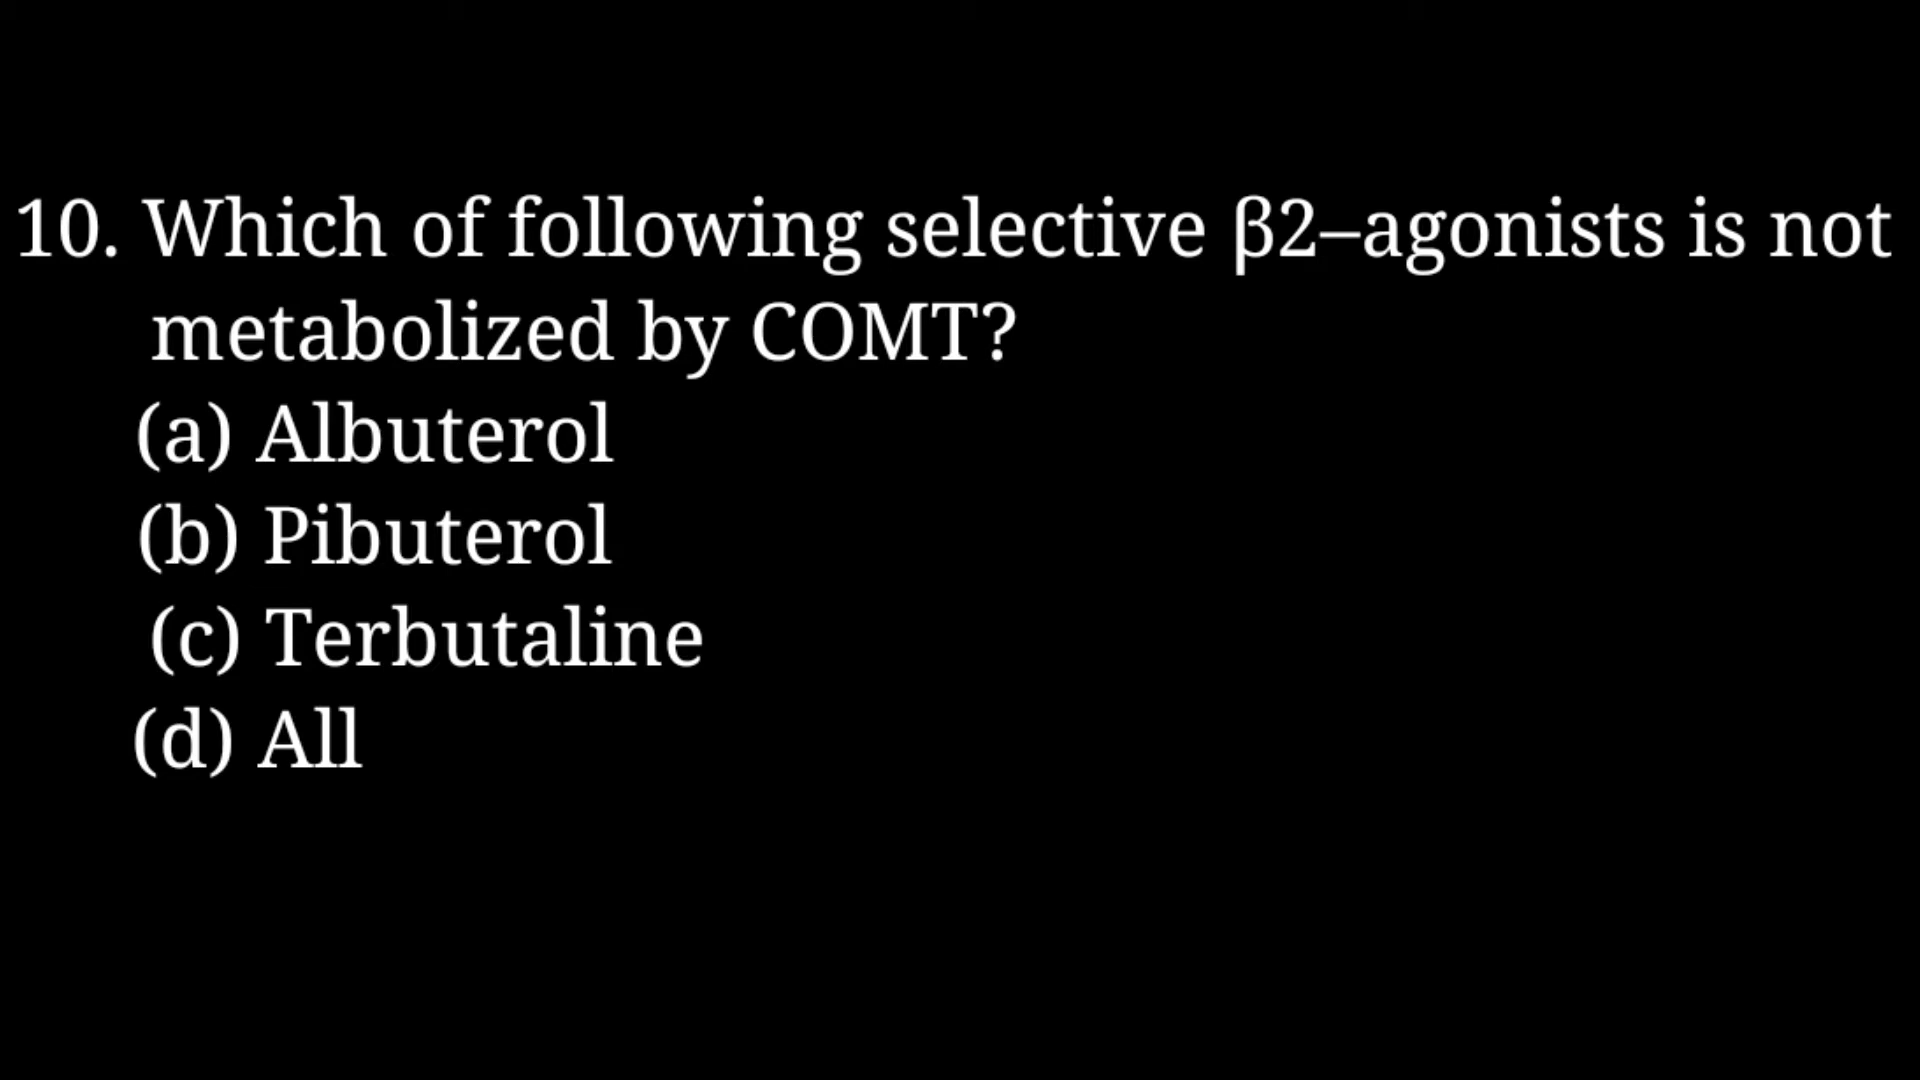 10. Which of following selective β2–agonists is not
metabolized by COMT?
(a) Albuterol
(b) Pibuterol
(c) Terbutaline
(d) All